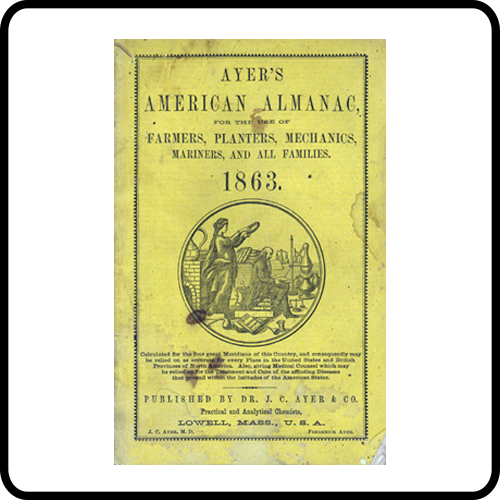 AYER'S
AMERICAN ALMANAC,
FOR THE USE OF
FARMERS, PLANTERS, MECHANICS,
MARINERS, AND ALL FAMILIES.
1863.
Calculated for the four great Meridians of this Country, and consequently may
be relied on as accurate for every Place in the United States and British
Provinces of North America. Also, giving Medical Counsel which may
be relied on for the Treatment and Cure of the afflicting Diseases
that prevail within the latitudes of the American States.
PUBLISHED BY DR. J. C. AYER & CO.
Practical and Analytical Chemists,
LOWELL, MASS., U. S. A.
J. C. AYER, M. D. FREDERICK AYER.